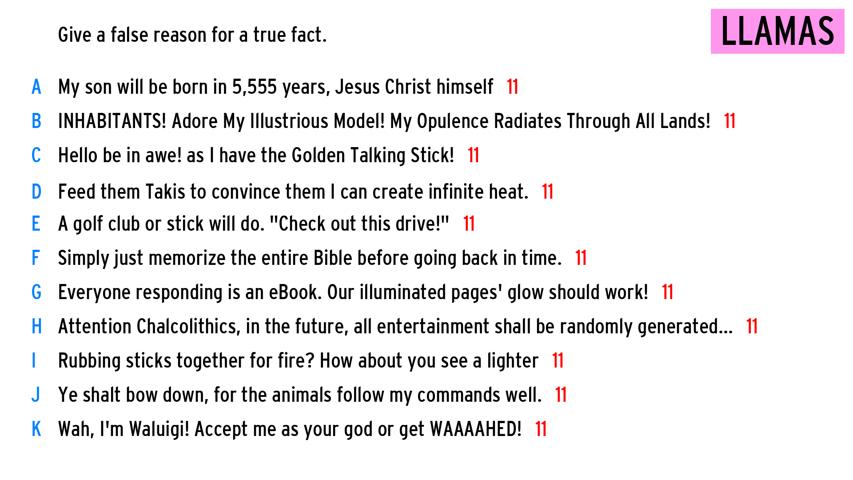 Give a false reason for a true fact.
LLAMAS
A My son will be born in 5,555 years, Jesus Christ himself 11
B INHABITANTS! Adore My Illustrious Model! My Opulence Radiates Through All Lands! 11
C Hello be in awe! as I have the Golden Talking Stick! 11
D Feed them Takis to convince them I can create infinite heat. 11
E A golf club or stick will do. "Check out this drive!" 11
F Simply just memorize the entire Bible before going back in time. 11
G Everyone responding is an eBook. Our illuminated pages' glow should work! 11
H Attention Chalcolithics, in the future, all entertainment shall be randomly generated... 11
I Rubbing sticks together for fire? How about you see a lighter 11
J Ye shalt bow down, for the animals follow my commands well. 11
K Wah, I'm Waluigi! Accept me as your god or get WAAAAHED! 11